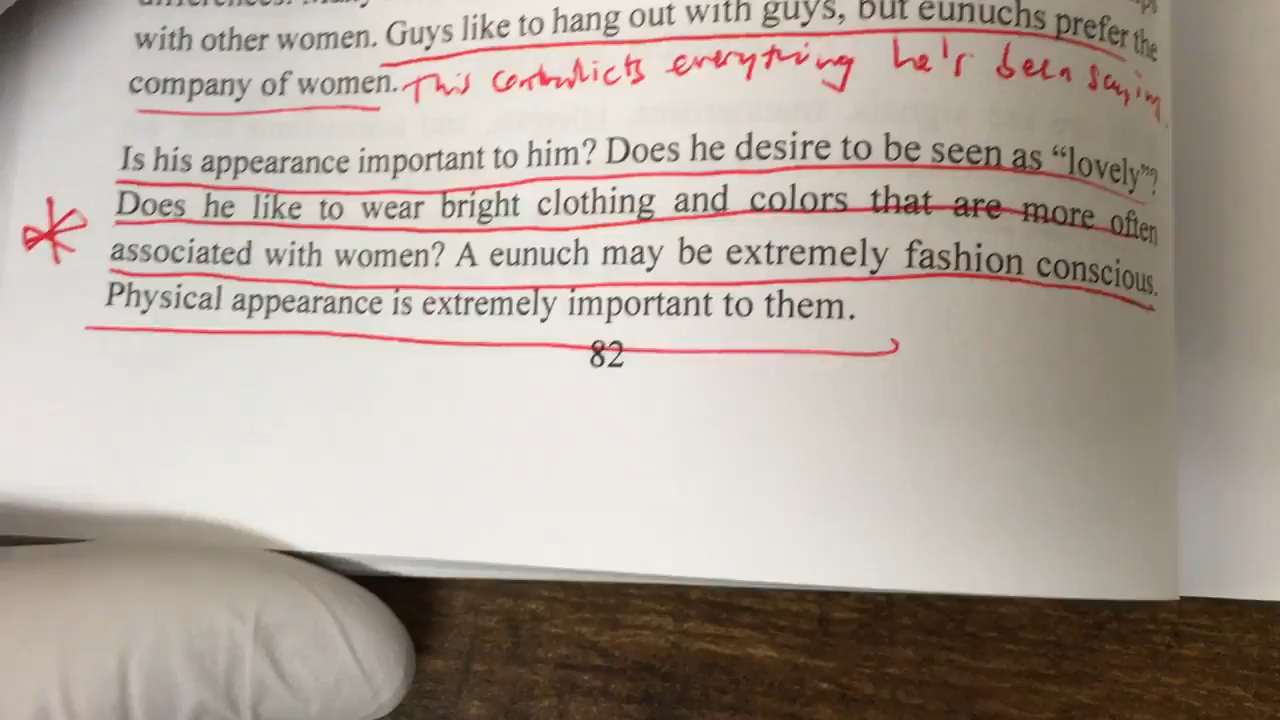 with other women. Guys like to hang out with guys, but eunuchs prefer the
company of women. This contradicts everything he's been saying
Is his appearance important to him? Does he desire to be seen as “lovely”?
Does he like to wear bright clothing and colors that are more often
associated with women? A eunuch may be extremely fashion conscious.
Physical appearance is extremely important to them.
82